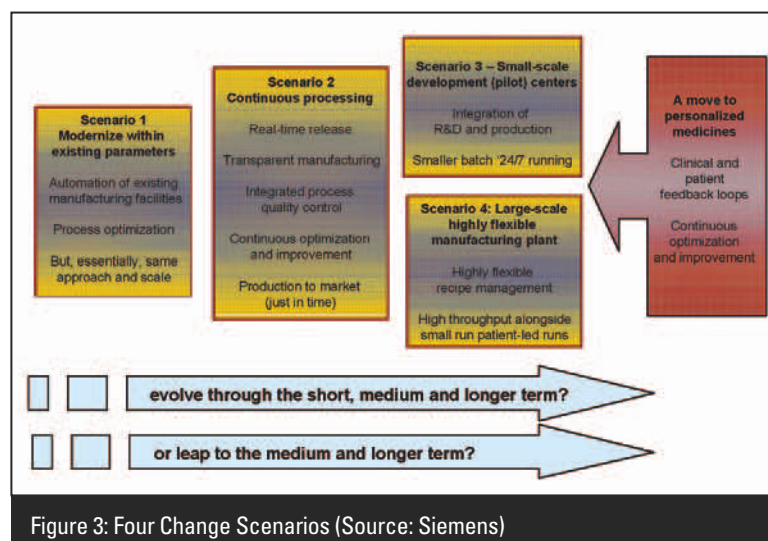 Scenario 1
Modernize within
existing parameters
Automation of existing
manufacturing facilities
Process optimization
But, essentially, same
approach and scale
Scenario 2
Continuous processing
Real-time release
Transparent manufacturing
Integrated process
quality control
Continuous optimization
and improvement
Production to market
(just in time)
Scenario 3 – Small-scale
development (pilot) centers
Integration of
R&D and production
Smaller batch '24/7 running
Scenario 4: Large-scale
highly flexible
manufacturing plant
Highly flexible
recipe management
High throughput alongside
small run patient-led runs
A move to
personalized
medicines
Clinical and
patient
feedback loops
Continuous
optimization
and improvement
evolve through the short, medium and longer term?
or leap to the medium and longer term?
Figure 3: Four Change Scenarios (Source: Siemens)